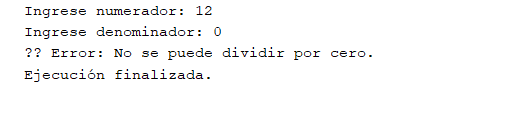 Ingrese numerador: 12
Ingrese denominador: 0
?? Error: No se puede dividir por cero.
Ejecución finalizada.